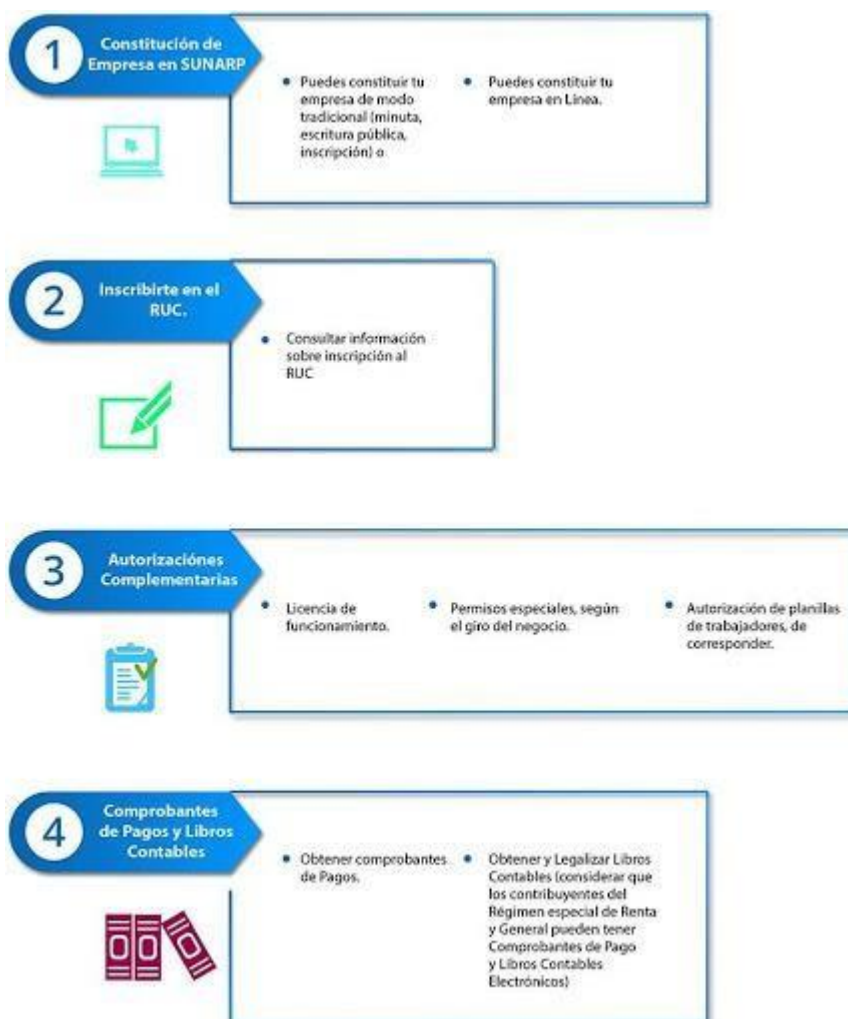 1
Constitución de
Empresa en SUNARP
• Puedes constituir tu
empresa de modo
tradicional (minuta,
escritura pública,
inscripción) o
• Puedes constituir tu
empresa en Línea.
2
Inscribirte en el
RUC.
• Consultar información
sobre inscripción al
RUC
3
Autorizaciónes
Complementarias
• Licencia de
funcionamiento.
• Permisos especiales, según
el giro del negocio.
• Autorización de planillas
de trabajadores, de
corresponder.
4
Comprobantes
de Pagos y Libros
Contables
• Obtener comprobantes
de Pagos.
• Obtener y Legalizar Libros
Contables (considerar que
los contribuyentes del
Régimen especial de Renta
y General pueden tener
Comprobantes de Pago
y Libros Contables
Electrónicos)